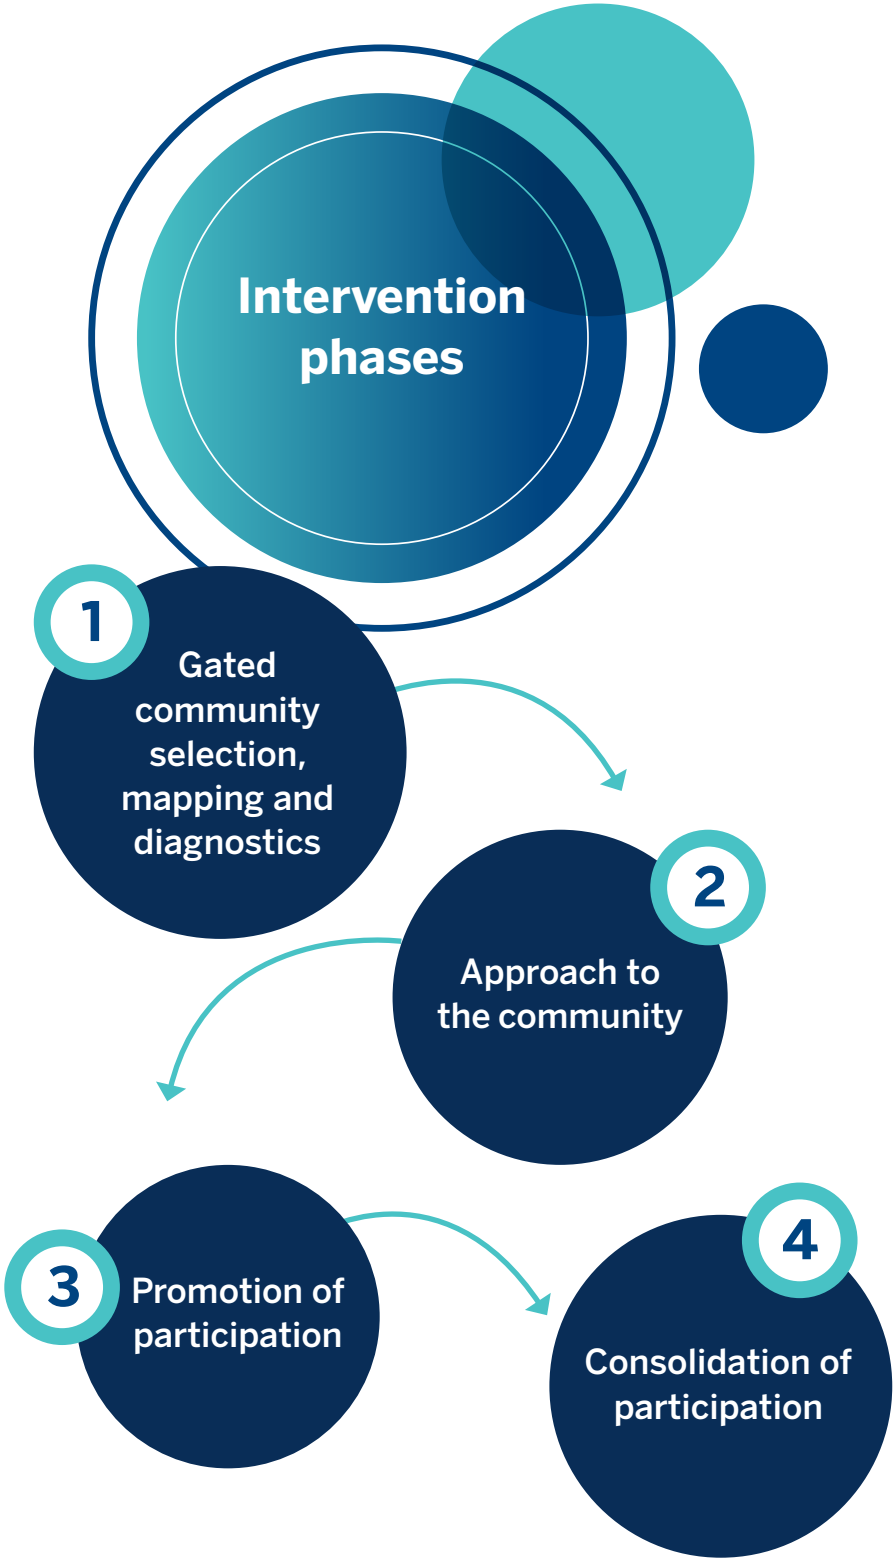 Intervention
phases
1
Gated
community
selection,
mapping and
diagnostics
2
Approach to
the community
3
Promotion of
participation
4
Consolidation of
participation